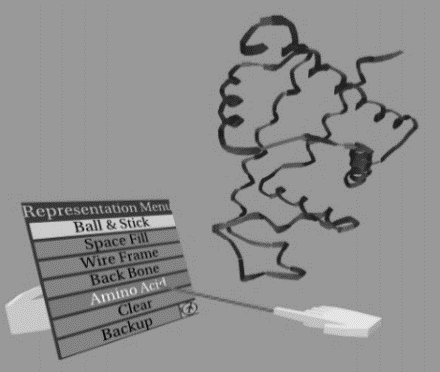 Representation Menu
Ball & Stick
Space Fill
Wire Frame
Back Bone
Amino Acid
Clear
Backup